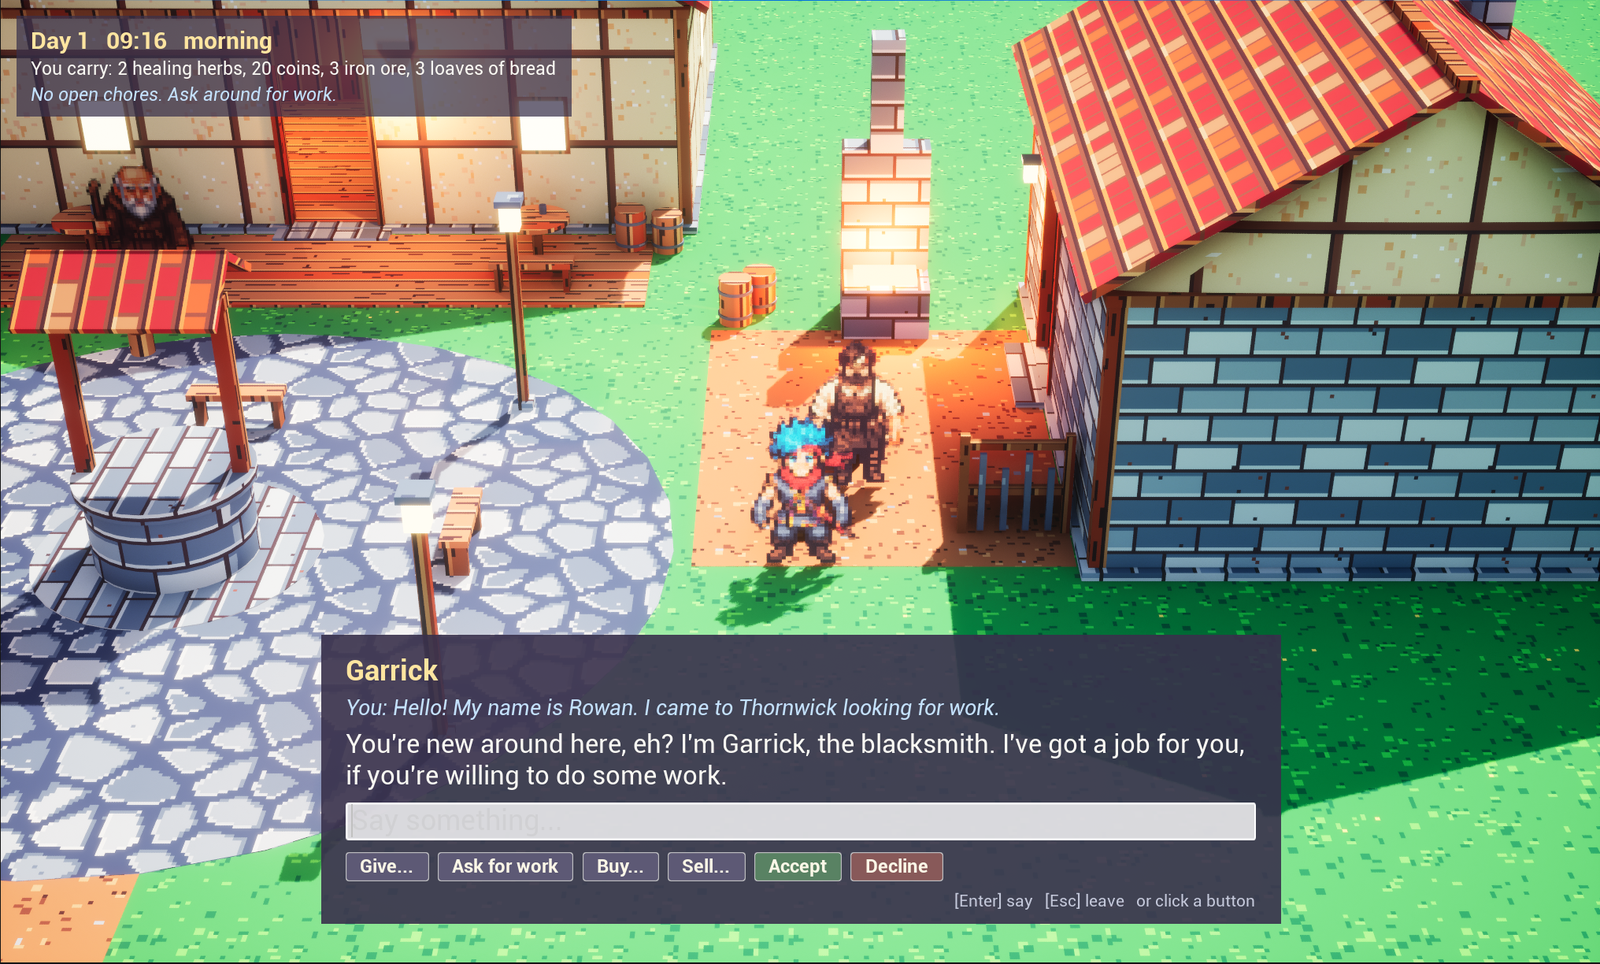 Day 1 09:16 morning
You carry: 2 healing herbs, 20 coins, 3 iron ore, 3 loaves of bread
No open chores. Ask around for work.
Garrick
You: Hello! My name is Rowan. I came to Thornwick looking for work.
You're new around here, eh? I'm Garrick, the blacksmith. I've got a job for you,
if you're willing to do some work.
Say something...
Give... Ask for work Buy... Sell... Accept Decline
[Enter] say [Esc] leave or click a button